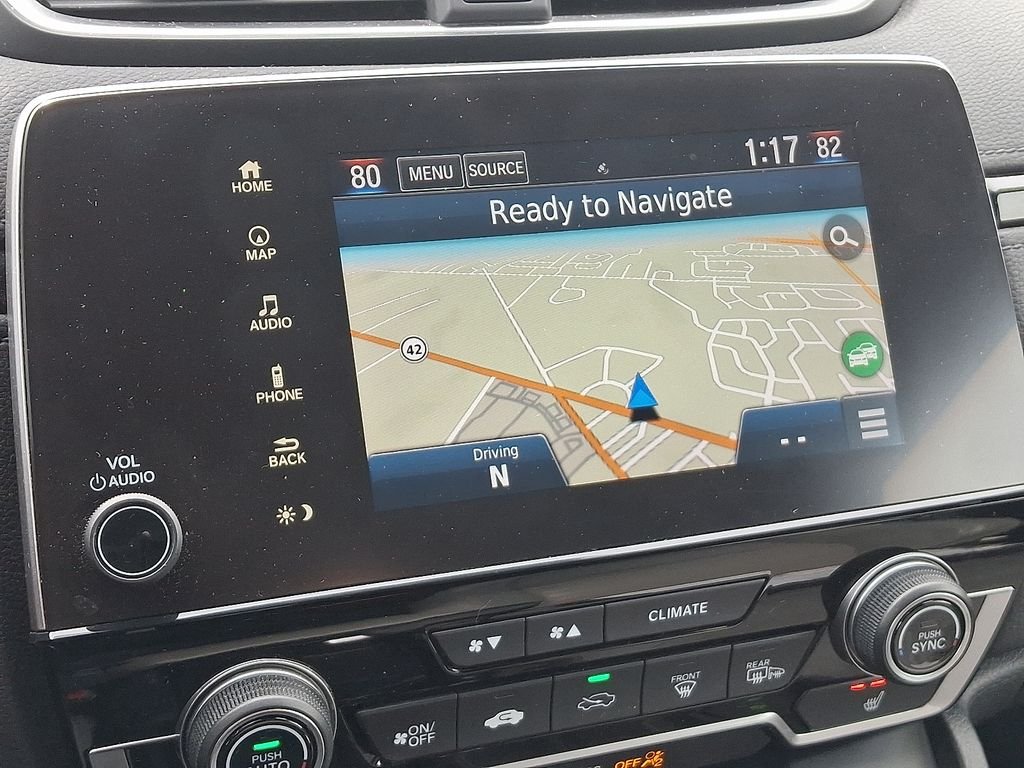 80
MENU
SOURCE
1:17
82
Ready to Navigate
HOME
MAP
AUDIO
PHONE
BACK
42
Driving
N
--
VOL
AUDIO
CLIMATE
ON/
OFF
FRONT
REAR
PUSH
SYNC
PUSH
AUTO
OFF